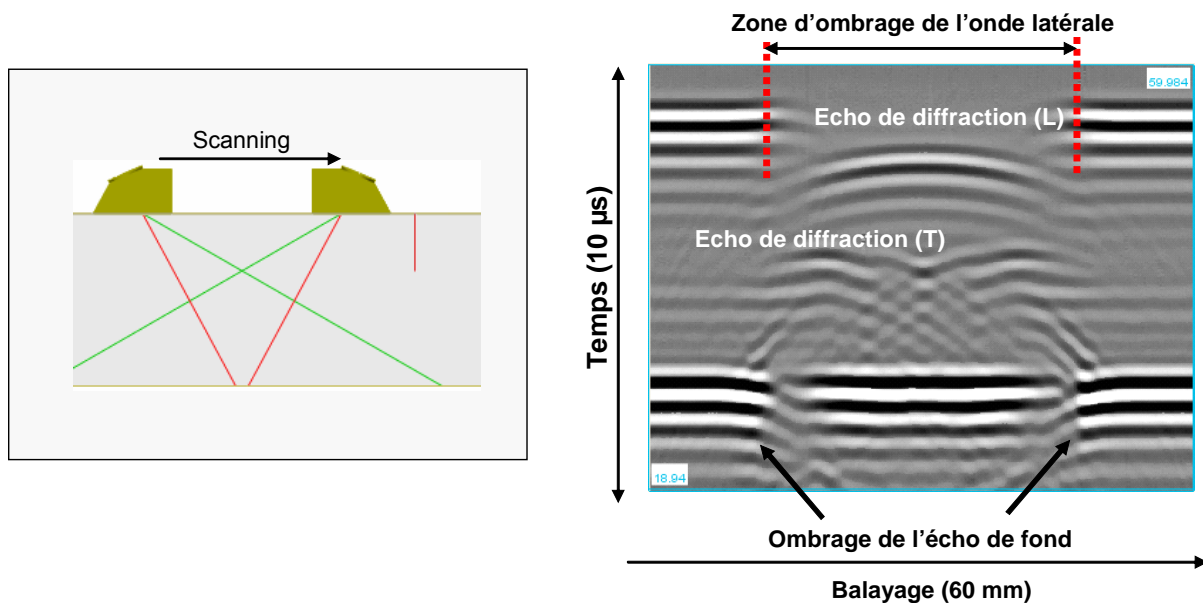 Scanning
Zone d'ombrage de l'onde latérale
59.984
Echo de diffraction (L)
Echo de diffraction (T)
Temps (10 µs)
18.94
Ombrage de l'écho de fond
Balayage (60 mm)